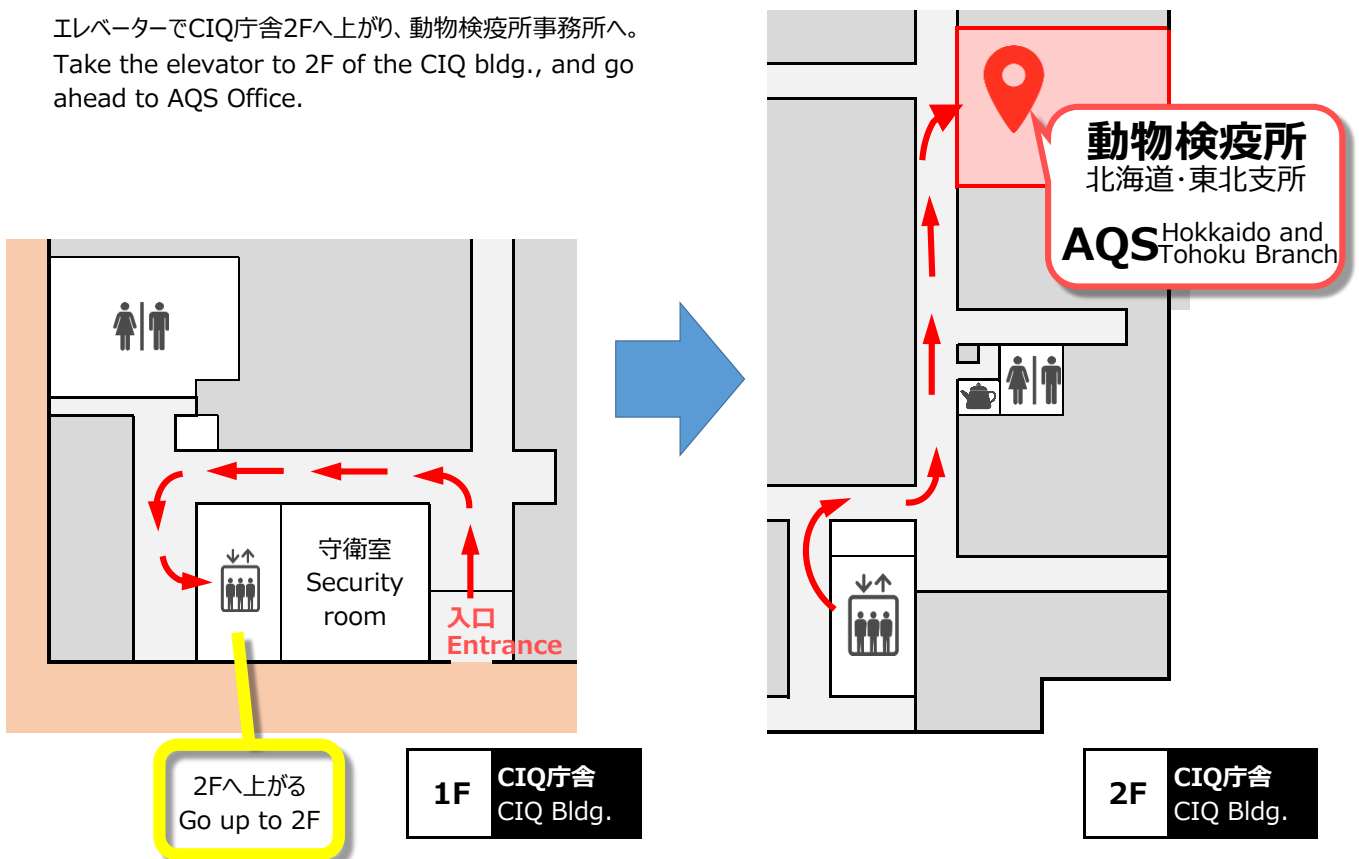 エレベーターでCIQ庁舎2Fへ上がり、動物検疫所事務所へ。
Take the elevator to 2F of the CIQ bldg., and go
ahead to AQS Office.
守衛室
Security
room
入口
Entrance
2Fへ上がる
Go up to 2F
1F
CIQ庁舎
CIQ Bldg.
動物検疫所
北海道・東北支所
AQS Hokkaido and
Tohoku Branch
2F
CIQ庁舎
CIQ Bldg.